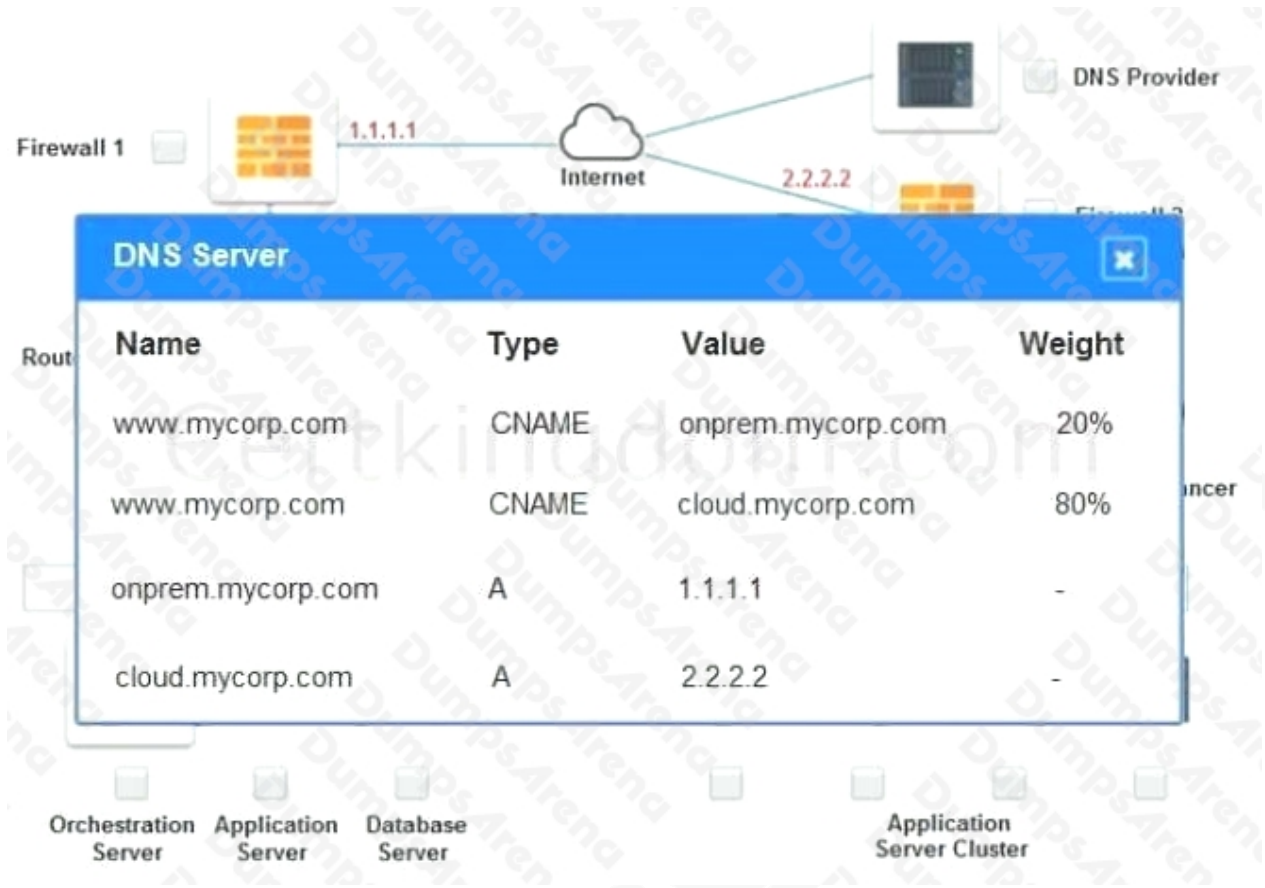 DNS Provider
Firewall 1
1.1.1.1
Internet
2.2.2.2
DNS Server
Name Type Value Weight
www.mycorp.com CNAME onprem.mycorp.com 20%
www.mycorp.com CNAME cloud.mycorp.com 80%
onprem.mycorp.com A 1.1.1.1 -
cloud.mycorp.com A 2.2.2.2 -
Orchestration Server
Application Server
Database Server
Application Server Cluster
DumpsArena
certkingdom.com